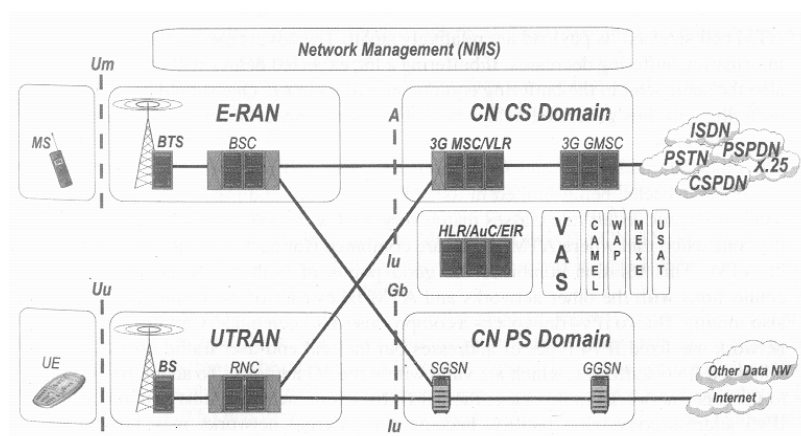 Network Management (NMS)
Um
E-RAN
A
CN CS Domain
MS
BTS
BSC
3G MSC/VLR
3G GMSC
ISDN
PSTN
PSPDN
X.25
CSPDN
HLR/AuC/EIR
VAS
CAMEL
WAP
MExE
USAT
Iu
Gb
Uu
UTRAN
CN PS Domain
UE
BS
RNC
SGSN
GGSN
Other Data NW
Internet
Iu